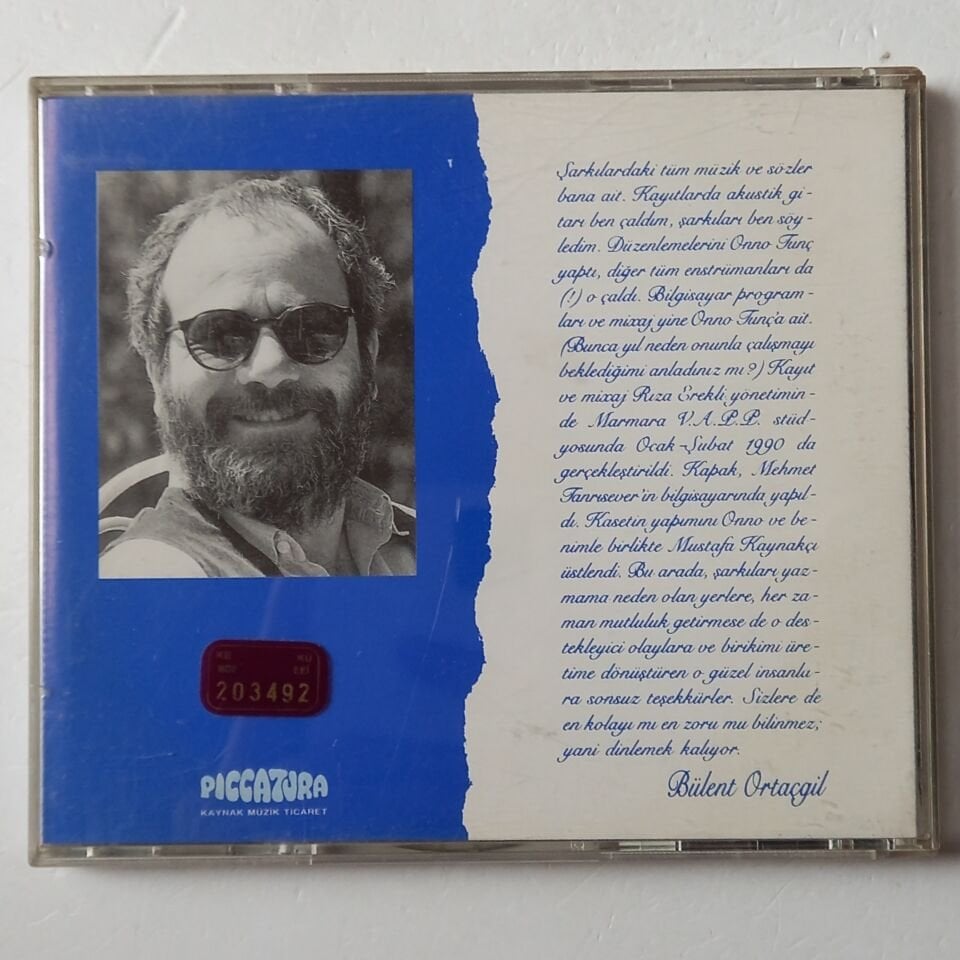 Şarkılardaki tüm müzik ve sözler
bana ait. Kayıtlarda akustik gi-
tarı ben çaldım, şarkıları ben söy-
ledim. Düzenlemelerini Onno Tunç
yaptı, diğer tüm enstrümanları da
(!) o çaldı. Bilgisayar program-
ları ve mixaj yine Onno Tunç'a ait.
(Bunca yıl neden onunla çalışmayı
beklediğimi anladınız mı?) Kayıt
ve mixaj Rıza Erekli yönetimin-
de Marmara V.A.P.P. stüd-
yosunda Ocak-Şubat 1990 da
gerçekleştirildi. Kapak, Mehmet
Tanrısever'in bilgisayarında yapıl-
dı. Kasetin yapımını Onno ve be-
nimle birlikte Mustafa Kaynakçı
üstlendi. Bu arada, şarkıları yaz-
mama neden olan yerlere, her za-
man mutluluk getirmese de o des-
tekleyici olaylara ve birikimi üre-
time dönüştüren o güzel insanla-
ra sonsuz teşekkürler. Sizlere de
en kolayı mı en zoru mu bilinmez;
yani dinlemek kalıyor.
Bülent Ortaçgil
203492
PICCATURA
KAYNAK MÜZİK TİCARET